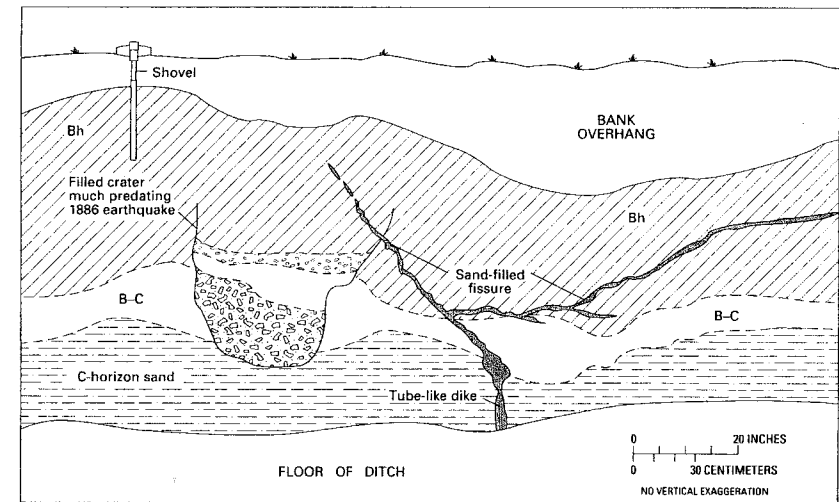 Shovel
BANK
OVERHANG
Bh
Filled crater
much predating
1886 earthquake
Bh
Sand-filled
fissure
B–C
B–C
C-horizon sand
Tube-like dike
0 20 INCHES
0 30 CENTIMETERS
FLOOR OF DITCH
NO VERTICAL EXAGGERATION